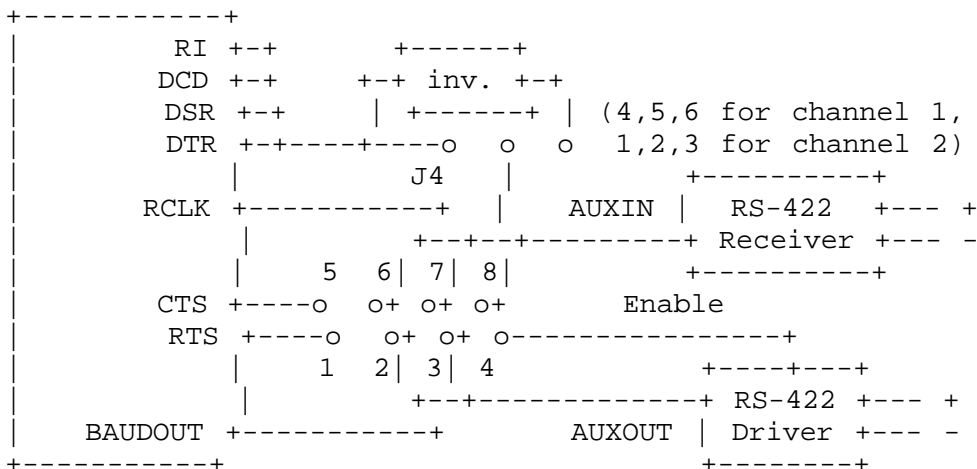 +-----------+
|          RI +-+       +------+
|         DCD +-+     +-+ inv. +-+
|         DSR +-+     | +------+ | (4,5,6 for channel 1,
|         DTR +-+----+----o   o   o  1,2,3 for channel 2)
|             |          J4    |          +----------+
|        RCLK +-----------+    |   AUXIN |  RS-422  +--- +
|              |         +--+--+---------+ Receiver +--- -
|             |    5  6| 7| 8|           +----------+
|         CTS +----o  o+ o+ o+       Enable
|         RTS +----o  o+ o+ o----------------+
|             |    1  2| 3| 4            +----+---+
|              |         +--+-------------+ RS-422 +--- +
|     BAUDOUT +-----------+       AUXOUT | Driver +--- -
+-----------+                            +--------+